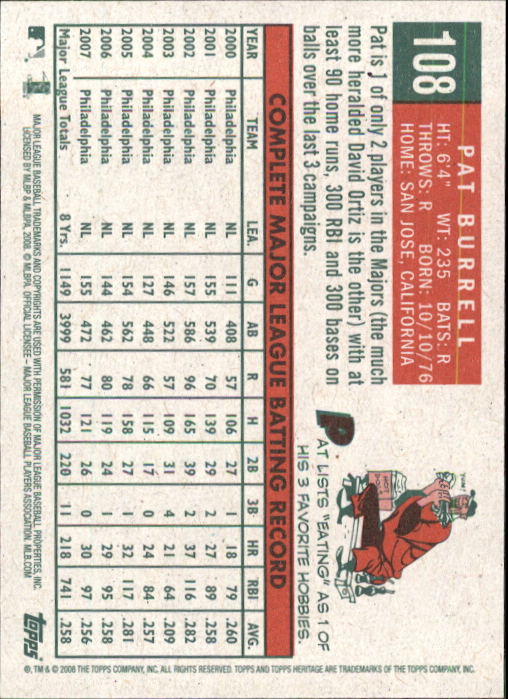 108
PAT BURRELL
HT: 6'4" WT: 235 BATS: R
THROWS: R BORN: 10/10/76
HOME: SAN JOSE, CALIFORNIA
Pat is 1 of only 2 players in the Majors (the much
more heralded David Ortiz is the other) with at
least 90 home runs, 300 RBI and 300 bases on
balls over the last 3 campaigns.
YUM!
HOT DOGS
PAT LISTS "EATING" AS 1 OF
HIS 3 FAVORITE HOBBIES.
COMPLETE MAJOR LEAGUE BATTING RECORD
YEAR TEAM LEA. G AB R H 2B 3B HR RBI AVG.
2000 Philadelphia NL 111 408 57 106 27 1 18 79 .260
2001 Philadelphia NL 155 539 70 139 29 2 27 89 .258
2002 Philadelphia NL 157 586 96 165 39 2 37 116 .282
2003 Philadelphia NL 146 522 57 109 31 4 21 64 .209
2004 Philadelphia NL 127 448 66 115 17 0 24 84 .257
2005 Philadelphia NL 154 562 78 158 27 1 32 117 .281
2006 Philadelphia NL 144 462 80 119 24 1 29 95 .258
2007 Philadelphia NL 155 472 77 121 26 0 30 97 .256
Major League Totals 8 Yrs. 1149 3999 581 1032 220 11 218 741 .258
MAJOR LEAGUE BASEBALL TRADEMARKS AND COPYRIGHTS ARE USED WITH PERMISSION OF MAJOR LEAGUE BASEBALL PROPERTIES, INC.
LICENSED BY MLBP & MLBPA, 2008. © MLBPA. OFFICIAL LICENSEE – MAJOR LEAGUE BASEBALL PLAYERS ASSOCIATION. MLB.COM
Topps
®, TM & © 2008 THE TOPPS COMPANY, INC. ALL RIGHTS RESERVED. TOPPS AND TOPPS HERITAGE ARE TRADEMARKS OF THE TOPPS COMPANY, INC.